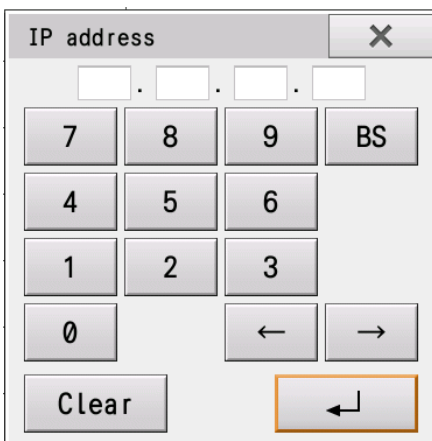 IP address ×
. . .
7 8 9 BS
4 5 6
1 2 3
0 ← →
Clear ↵